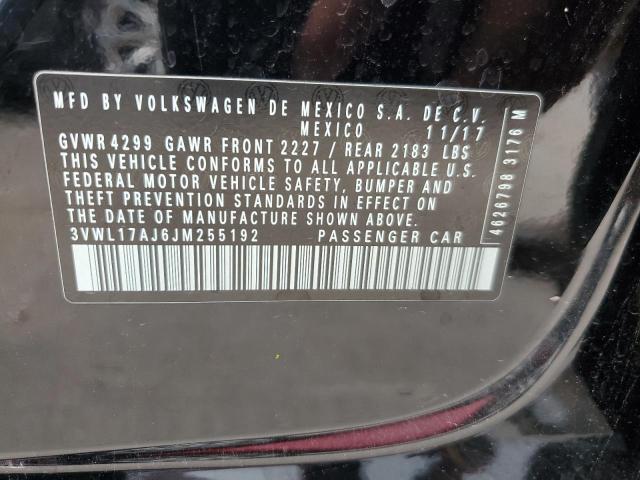 MFD BY VOLKSWAGEN DE MEXICO S.A. DE C.V.
MEXICO 11/17
GVWR 4299 GAWR FRONT 2227 / REAR 2183 LBS
THIS VEHICLE CONFORMS TO ALL APPLICABLE U.S.
FEDERAL MOTOR VEHICLE SAFETY, BUMPER AND
THEFT PREVENTION STANDARDS IN EFFECT ON
THE DATE OF MANUFACTURE SHOWN ABOVE.
3VWL17AJ6JM255192 PASSENGER CAR
4626798 3176 M